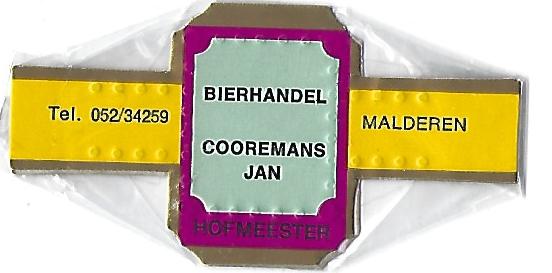 Tel. 052/34259
BIERHANDEL
COOREMANS
JAN
HOFMEESTER
MALDEREN